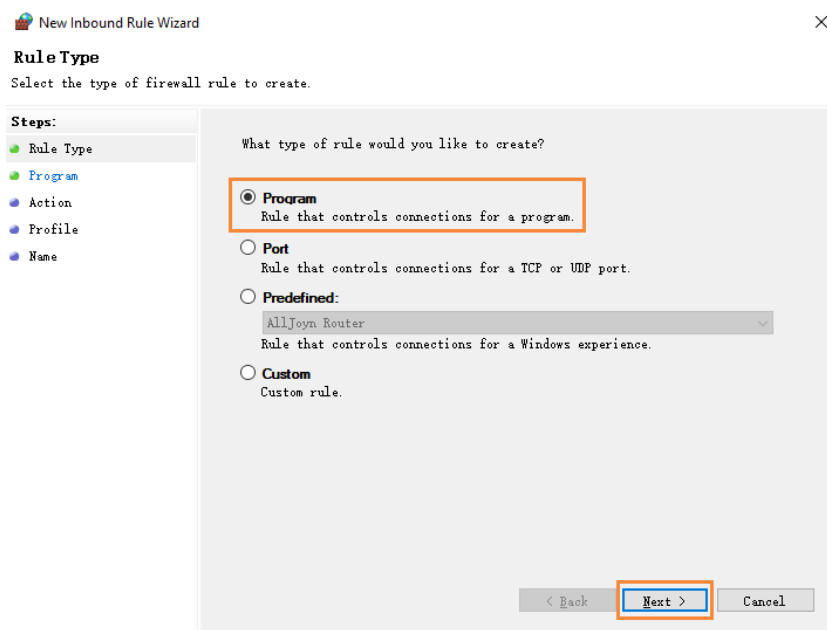 New Inbound Rule Wizard
Rule Type
Select the type of firewall rule to create.
Steps:
Rule Type
Program
Action
Profile
Name
What type of rule would you like to create?
Program
Rule that controls connections for a program.
Port
Rule that controls connections for a TCP or UDP port.
Predefined:
AllJoyn Router
Rule that controls connections for a Windows experience.
Custom
Custom rule.
< Back
Next >
Cancel